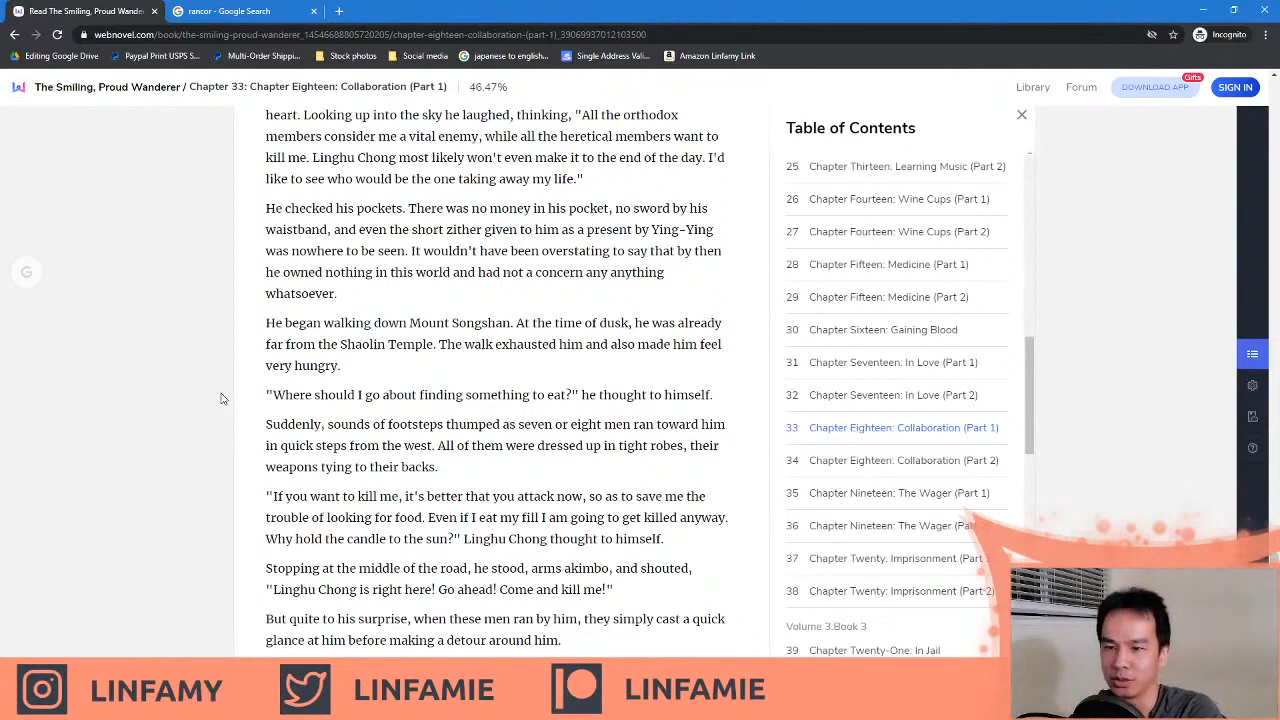 Read The Smiling, Proud Wande
rancor - Google Search
webnovel.com/book/the-smiling-proud-wanderer_14546688805720205/chapter-eighteen-collaboration-(part-1)_39069937012103500
Incognito
Editing Google Drive
Paypal Print USPS S...
Multi-Order Shippi...
Stock photos
Social media
japanese to english...
Single Address Vali...
Amazon Linfamy Link
The Smiling, Proud Wanderer / Chapter 33: Chapter Eighteen: Collaboration (Part 1)
46.47%
Library
Forum
DOWNLOAD APP
Gifts
SIGN IN
heart. Looking up into the sky he laughed, thinking, "All the orthodox
members consider me a vital enemy, while all the heretical members want to
kill me. Linghu Chong most likely won't even make it to the end of the day. I'd
like to see who would be the one taking away my life."
He checked his pockets. There was no money in his pocket, no sword by his
waistband, and even the short zither given to him as a present by Ying-Ying
was nowhere to be seen. It wouldn't have been overstating to say that by then
he owned nothing in this world and had not a concern any anything
whatsoever.
He began walking down Mount Songshan. At the time of dusk, he was already
far from the Shaolin Temple. The walk exhausted him and also made him feel
very hungry.
"Where should I go about finding something to eat?" he thought to himself.
Suddenly, sounds of footsteps thumped as seven or eight men ran toward him
in quick steps from the west. All of them were dressed up in tight robes, their
weapons tying to their backs.
"If you want to kill me, it's better that you attack now, so as to save me the
trouble of looking for food. Even if I eat my fill I am going to get killed anyway.
Why hold the candle to the sun?" Linghu Chong thought to himself.
Stopping at the middle of the road, he stood, arms akimbo, and shouted,
"Linghu Chong is right here! Go ahead! Come and kill me!"
But quite to his surprise, when these men ran by him, they simply cast a quick
glance at him before making a detour around him.
Table of Contents
25 Chapter Thirteen: Learning Music (Part 2)
26 Chapter Fourteen: Wine Cups (Part 1)
27 Chapter Fourteen: Wine Cups (Part 2)
28 Chapter Fifteen: Medicine (Part 1)
29 Chapter Fifteen: Medicine (Part 2)
30 Chapter Sixteen: Gaining Blood
31 Chapter Seventeen: In Love (Part 1)
32 Chapter Seventeen: In Love (Part 2)
33 Chapter Eighteen: Collaboration (Part 1)
34 Chapter Eighteen: Collaboration (Part 2)
35 Chapter Nineteen: The Wager (Part 1)
36 Chapter Nineteen: The Wager (Pa
37 Chapter Twenty: Imprisonment (Part
38 Chapter Twenty: Imprisonment (Part 2)
Volume 3.Book 3
39 Chapter Twenty-One: In Jail
LINFAMY
LINFAMIE
LINFAMIE